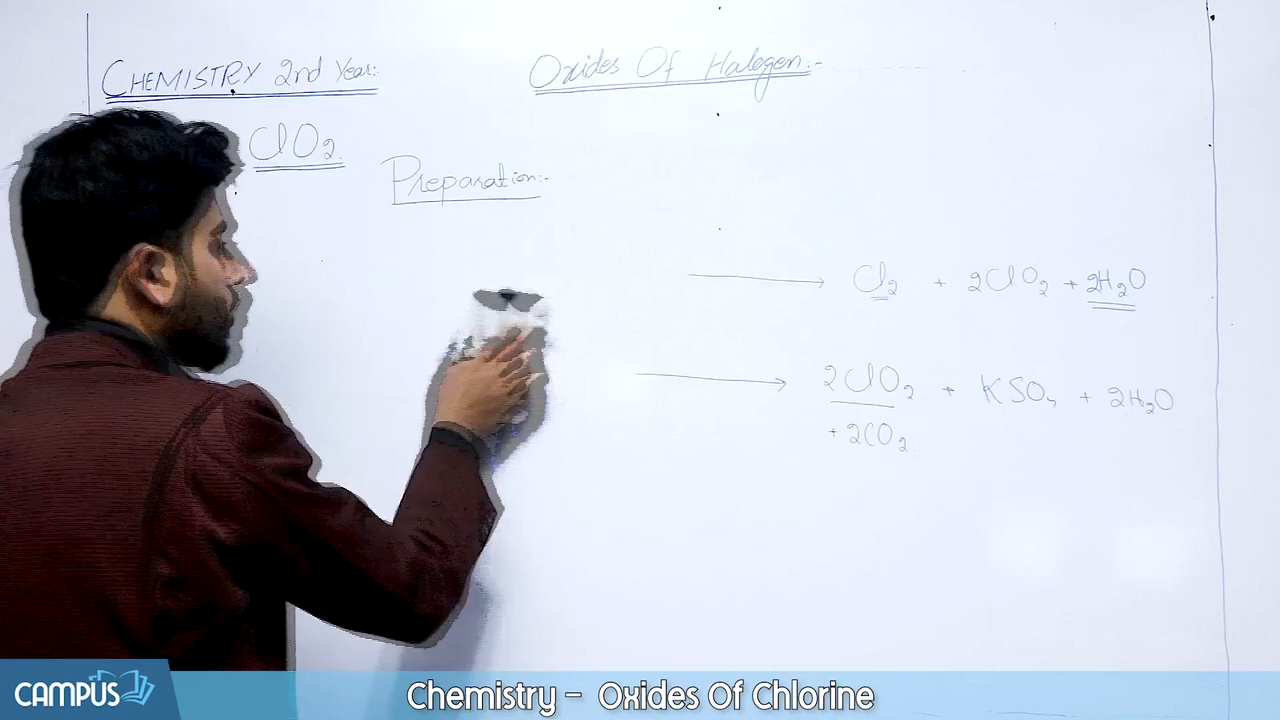 CHEMISTRY 2nd Year:
Oxides Of Halogen:-
ClO₂
Preparation:-
⟶ Cl₂ + 2ClO₂ + 2H₂O
⟶ 2ClO₂ + KSO₄ + 2H₂O
+ 2CO₂
CAMPUS
Chemistry – Oxides Of Chlorine